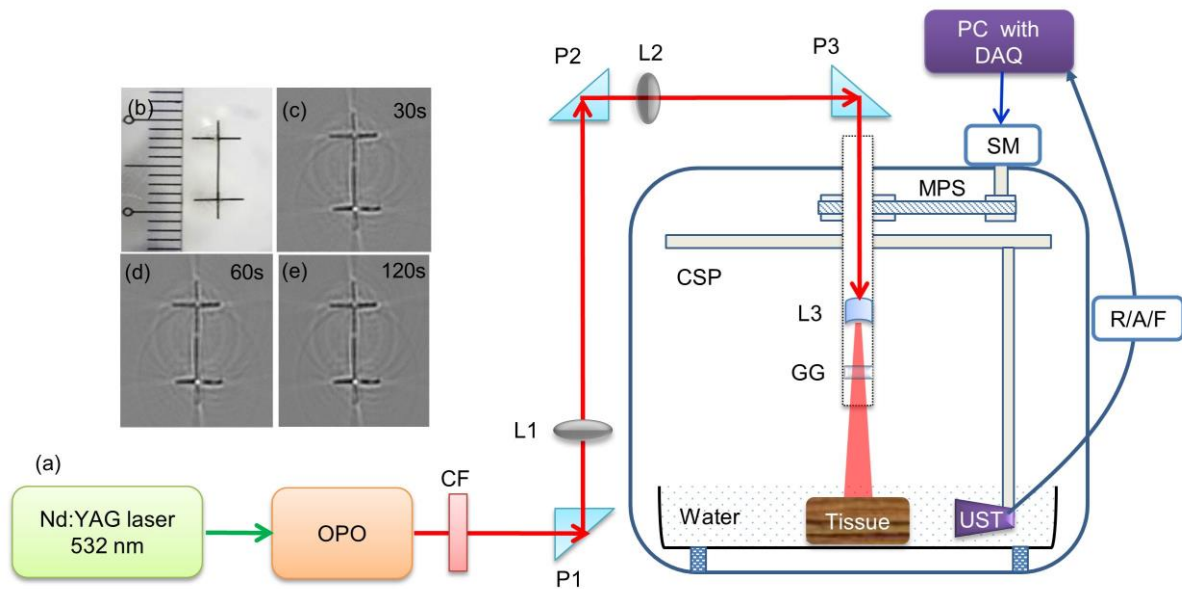 PC with
DAQ
P3
L2
P2
(b)
(c)
30s
SM
MPS
(d)
60s
(e)
120s
CSP
L3
R/A/F
GG
L1
(a)
CF
Nd:YAG laser
532 nm
OPO
P1
Water
Tissue
UST